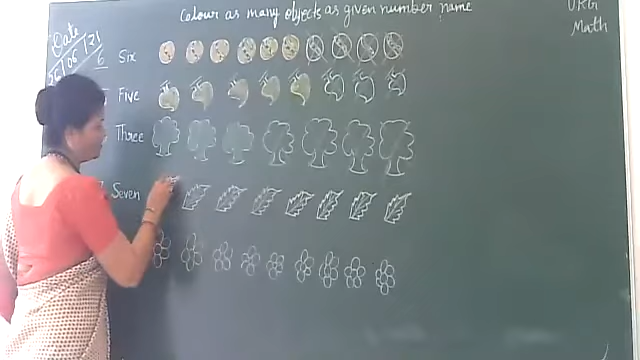 Colour as many objects as given number name
UKG
Math
Date
26/06/21
6 Six
Five
Three
7 Seven